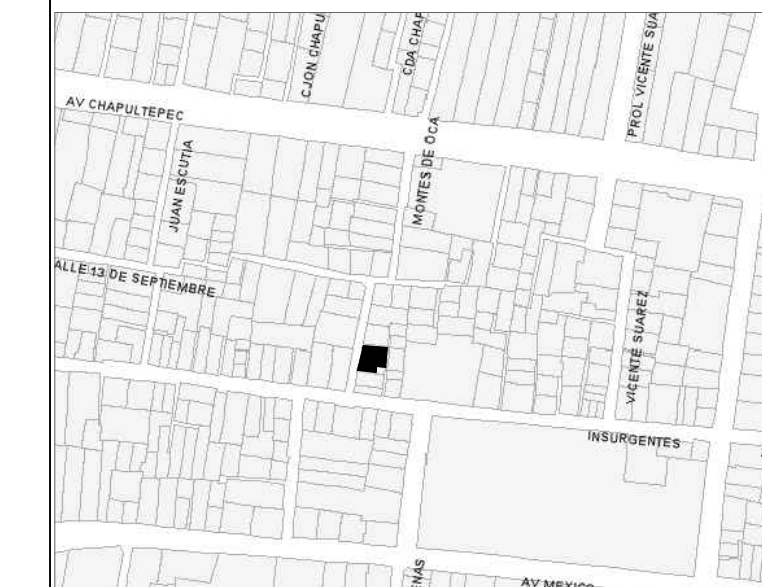 CJON CHAPU
CDA CHAP
PROL VICENTE SUA
AV CHAPULTEPEC
MONTES DE OCA
JUAN ESCUTIA
ALLE 13 DE SEPTIEMBRE
VICENTE SUAREZ
INSURGENTES
ENAS
AV MEXICO